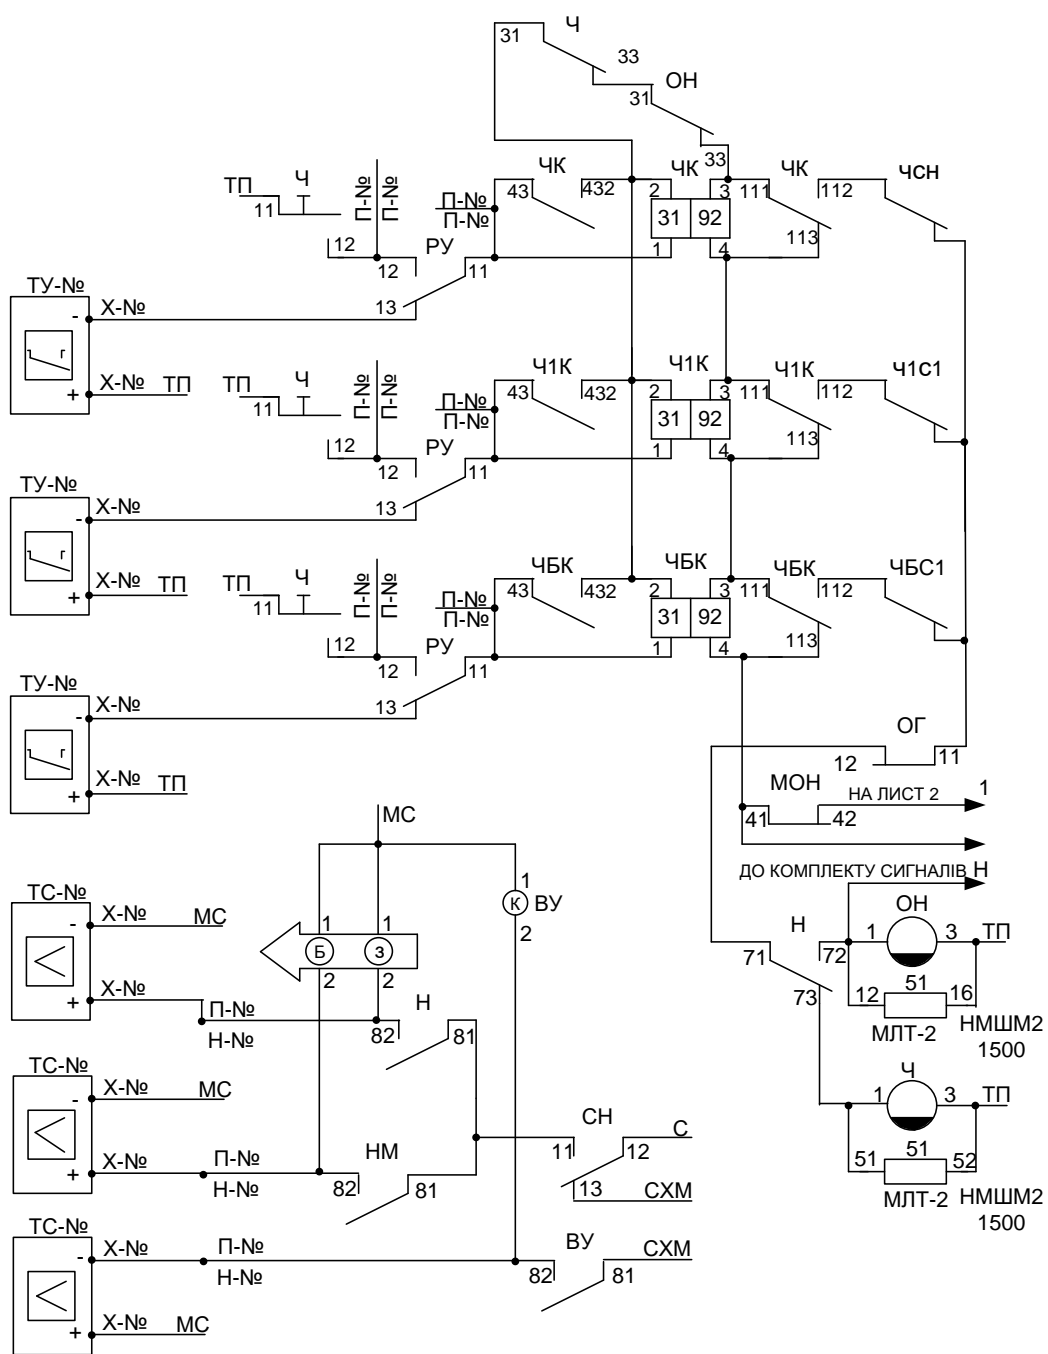 31 Ч 33
ОН
31
33
ТП 11 Ч П-№ П-№ П-№ П-№ 43 ЧК 432 2 ЧК 3 111 ЧК 112 ЧСН
31 92
12 12 РУ 11 1 4 113
13
ТУ-№
Х-№
-
+ Х-№ ТП
ТП 11 Ч П-№ П-№ П-№ П-№ 43 Ч1К 432 2 Ч1К 3 111 Ч1К 112 Ч1С1
31 92
12 12 РУ 11 1 4 113
13
ТУ-№
Х-№
-
+ Х-№ ТП
ТП 11 Ч П-№ П-№ П-№ П-№ 43 ЧБК 432 2 ЧБК 3 111 ЧБК 112 ЧБС1
31 92
12 12 РУ 11 1 4 113
13
ТУ-№
Х-№
-
+ Х-№ ТП
ОГ
12 11
МОН НА ЛИСТ 2 1
41 42
ДО КОМПЛЕКТУ СИГНАЛІВ Н
МС
1
К ВУ
2
1 1
Б З
2 2
ТС-№
- Х-№ МС
+ Х-№ П-№
Н-№
82 Н 81
71 Н 72
73
ОН
1 3 ТП
51
12 16
МЛТ-2 НМШМ2
1500
Ч
1 3 ТП
51
51 52
МЛТ-2 НМШМ2
1500
ТС-№
- Х-№ МС
+ Х-№ П-№
Н-№
82 НМ 81
11 СН 12 С
13 СХМ
ТС-№
- Х-№ П-№
Н-№
82 ВУ 81 СХМ
+ Х-№ МС